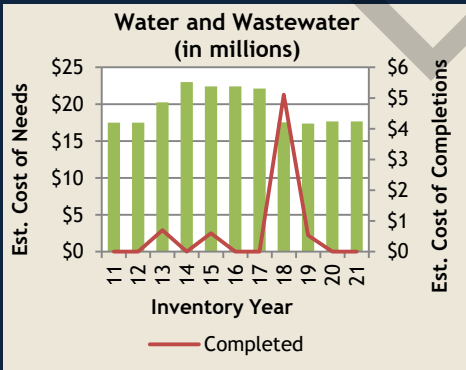 Water and Wastewater
(in millions)
Est. Cost of Needs
$25
$20
$15
$10
$5
$0
$6
$5
$4
$3
$2
$1
$0
Est. Cost of Completions
11 12 13 14 15 16 17 18 19 20 21
Inventory Year
Completed